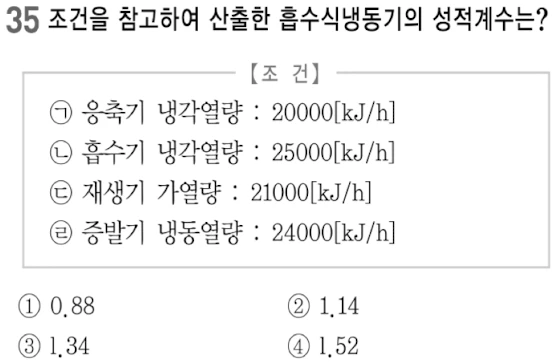 35 조건을 참고하여 산출한 흡수식냉동기의 성적계수는?
【조 건】
㉠ 응축기 냉각열량 : 20000[kJ/h]
㉡ 흡수기 냉각열량 : 25000[kJ/h]
㉢ 재생기 가열량 : 21000[kJ/h]
㉣ 증발기 냉동열량 : 24000[kJ/h]
① 0.88 ② 1.14
③ 1.34 ④ 1.52